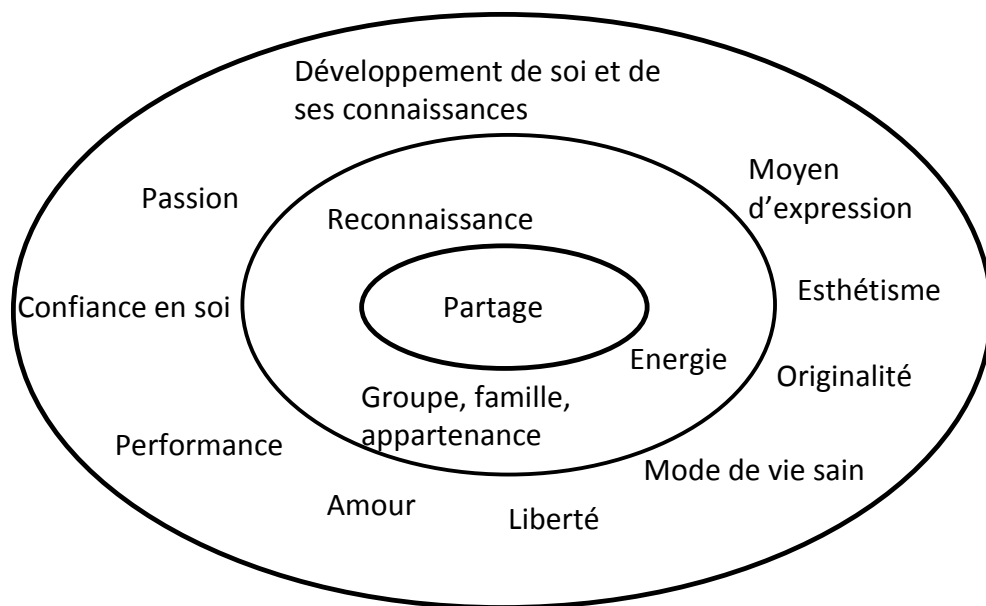 Développement de soi et de
ses connaissances
Moyen
d’expression
Passion
Reconnaissance
Esthétisme
Confiance en soi
Partage
Energie
Originalité
Groupe, famille,
appartenance
Performance
Mode de vie sain
Amour
Liberté